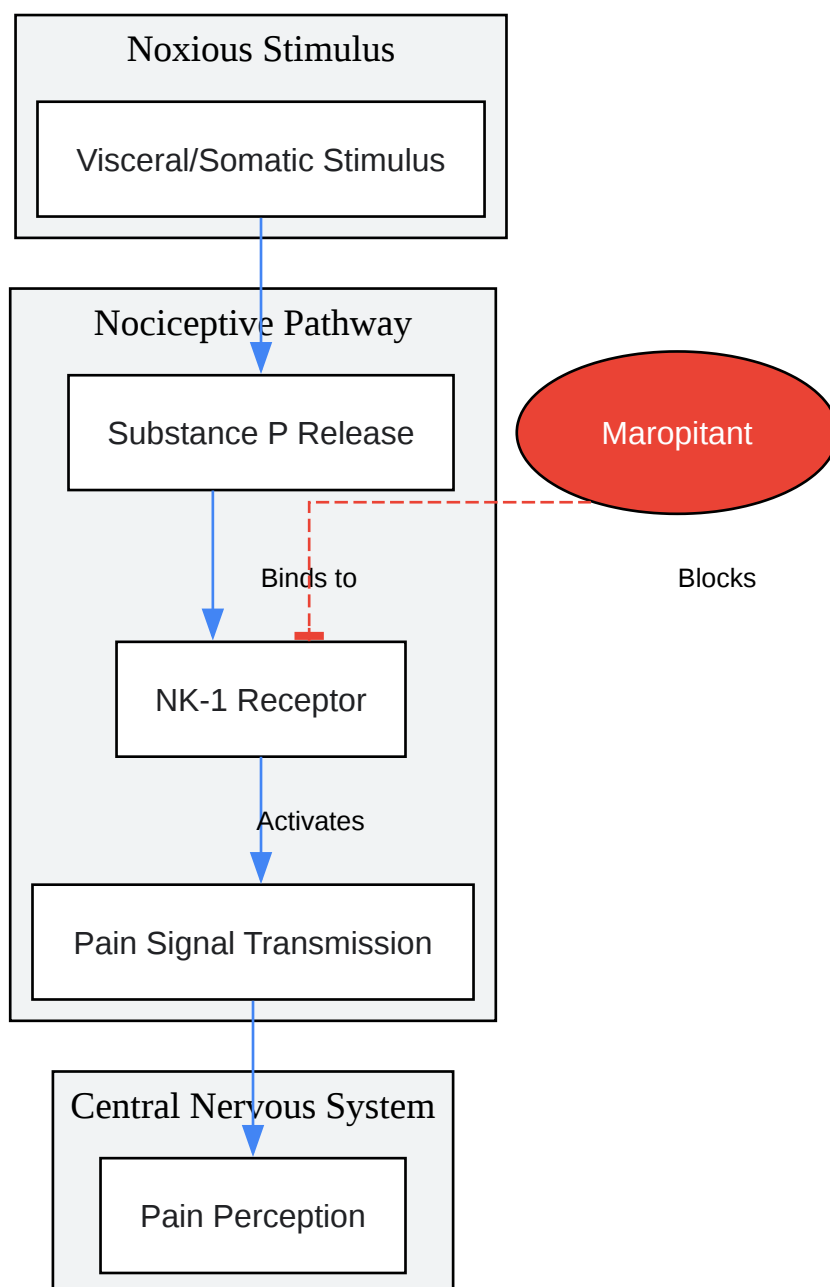 Noxious Stimulus
Visceral/Somatic Stimulus
Nociceptive Pathway
Substance P Release
Maropitant
Binds to
Blocks
NK-1 Receptor
Activates
Pain Signal Transmission
Central Nervous System
Pain Perception